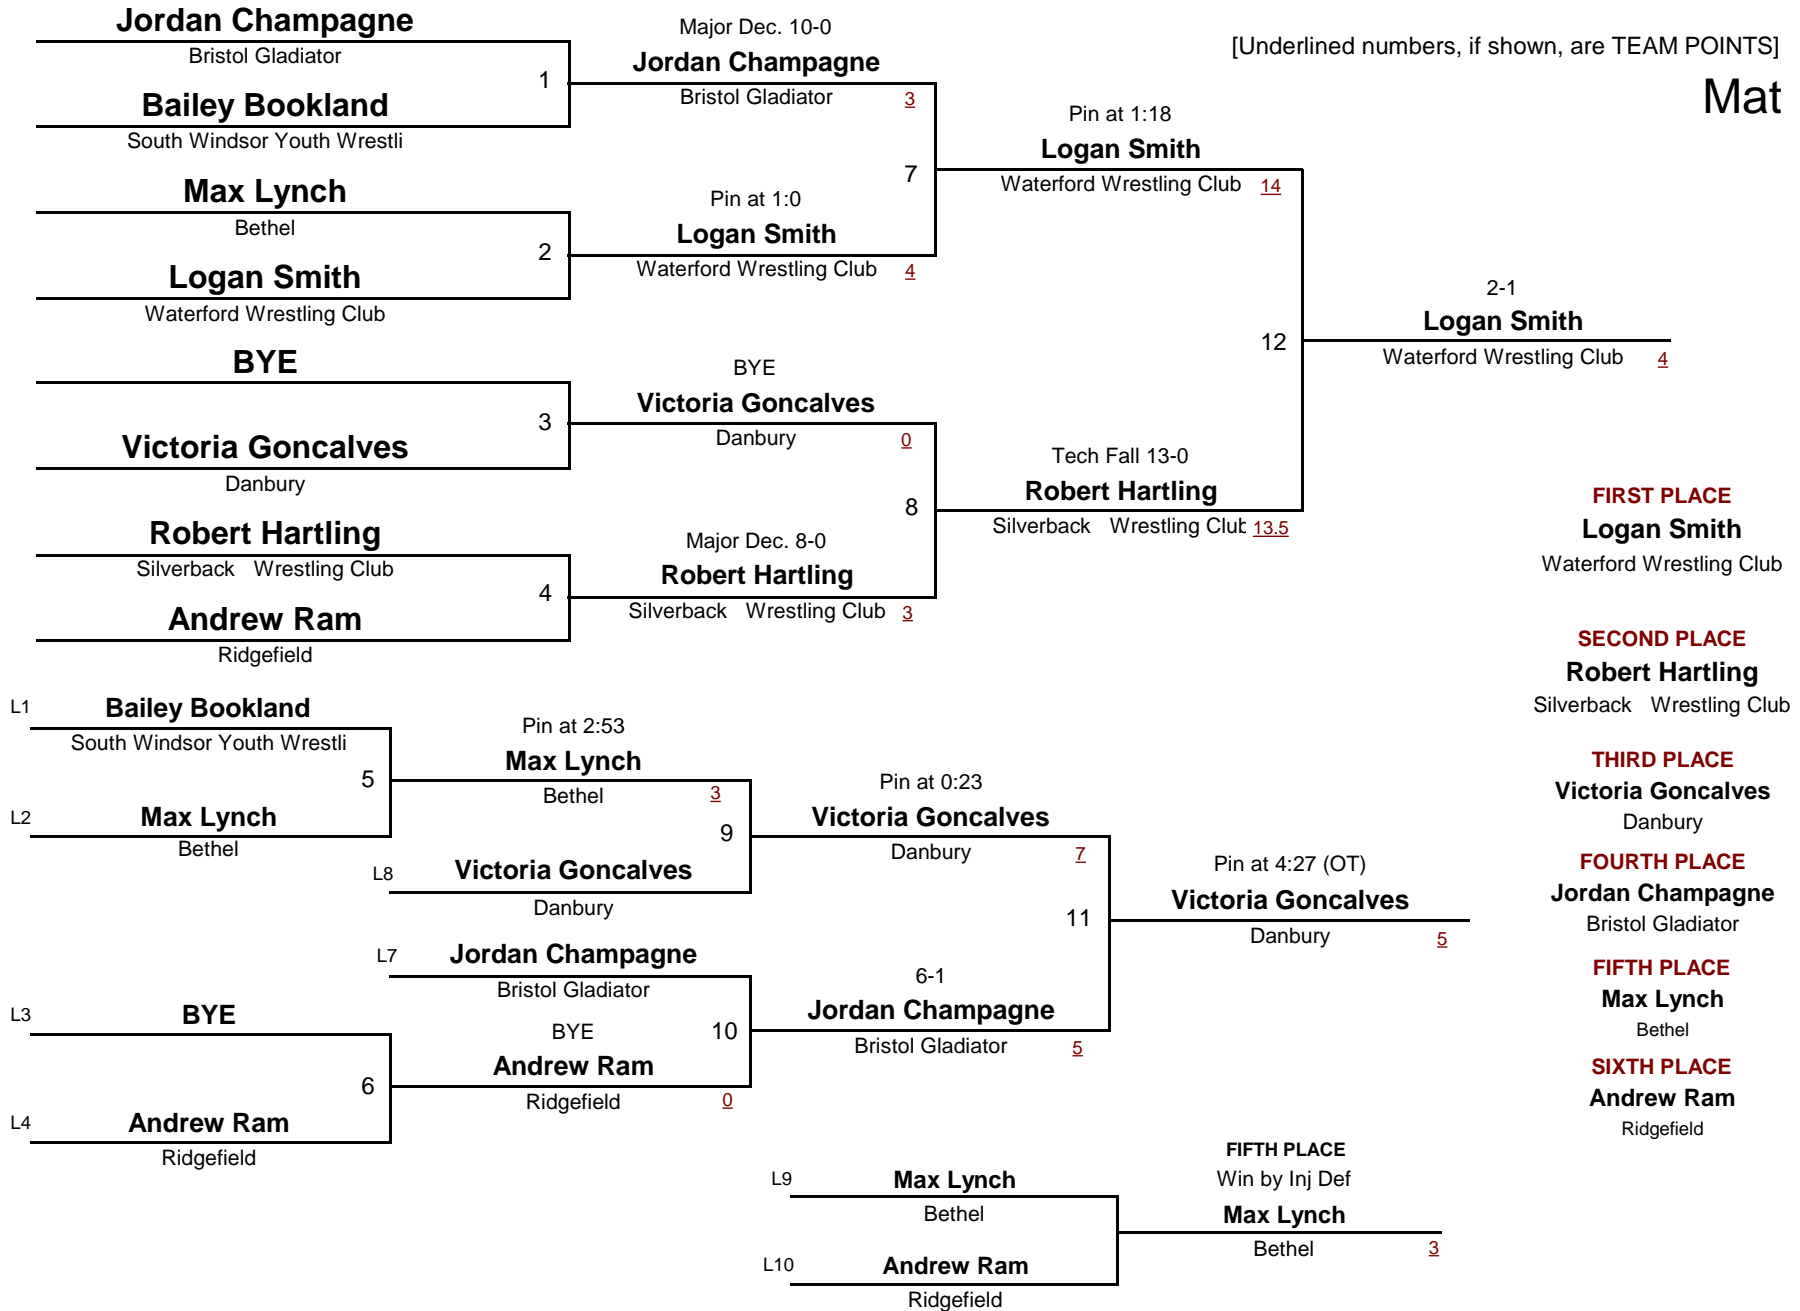 [Underlined numbers, if shown, are TEAM POINTS]
Mat
Jordan Champagne
Bristol Gladiator
1
Bailey Bookland
South Windsor Youth Wrestli
Max Lynch
Bethel
2
Logan Smith
Waterford Wrestling Club
BYE
3
Victoria Goncalves
Danbury
Robert Hartling
Silverback   Wrestling Club
4
Andrew Ram
Ridgefield
Major Dec. 10-0
Jordan Champagne
Bristol Gladiator 3
7
Pin at 1:0
Logan Smith
Waterford Wrestling Club 4
BYE
Victoria Goncalves
Danbury 0
8
Major Dec. 8-0
Robert Hartling
Silverback   Wrestling Club 3
Pin at 1:18
Logan Smith
Waterford Wrestling Club 14
12
Tech Fall 13-0
Robert Hartling
Silverback   Wrestling Club 13.5
2-1
Logan Smith
Waterford Wrestling Club 4
FIRST PLACE
Logan Smith
Waterford Wrestling Club
SECOND PLACE
Robert Hartling
Silverback   Wrestling Club
THIRD PLACE
Victoria Goncalves
Danbury
FOURTH PLACE
Jordan Champagne
Bristol Gladiator
FIFTH PLACE
Max Lynch
Bethel
SIXTH PLACE
Andrew Ram
Ridgefield
L1 Bailey Bookland
South Windsor Youth Wrestli
5
L2 Max Lynch
Bethel
L3 BYE
6
L4 Andrew Ram
Ridgefield
Pin at 2:53
Max Lynch
Bethel 3
9
L8 Victoria Goncalves
Danbury
L7 Jordan Champagne
Bristol Gladiator
BYE 10
Andrew Ram
Ridgefield 0
Pin at 0:23
Victoria Goncalves
Danbury 7
11
6-1
Jordan Champagne
Bristol Gladiator 5
Pin at 4:27 (OT)
Victoria Goncalves
Danbury 5
L9 Max Lynch
Bethel
L10 Andrew Ram
Ridgefield
FIFTH PLACE
Win by Inj Def
Max Lynch
Bethel 3